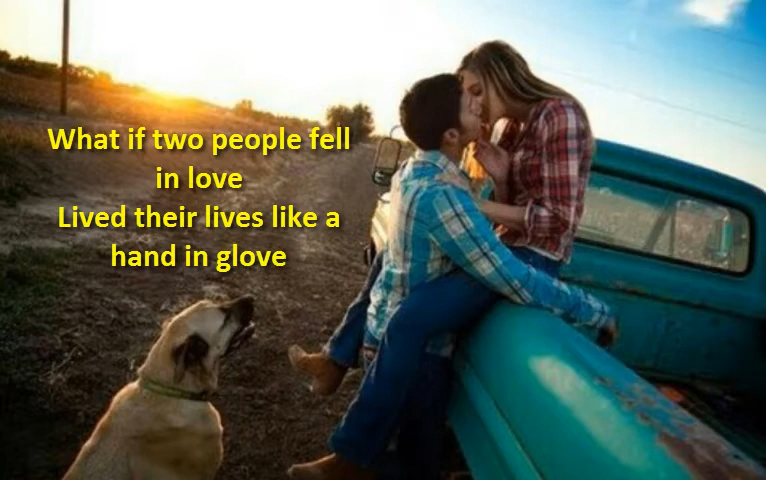 What if two people fell
in love
Lived their lives like a
hand in glove